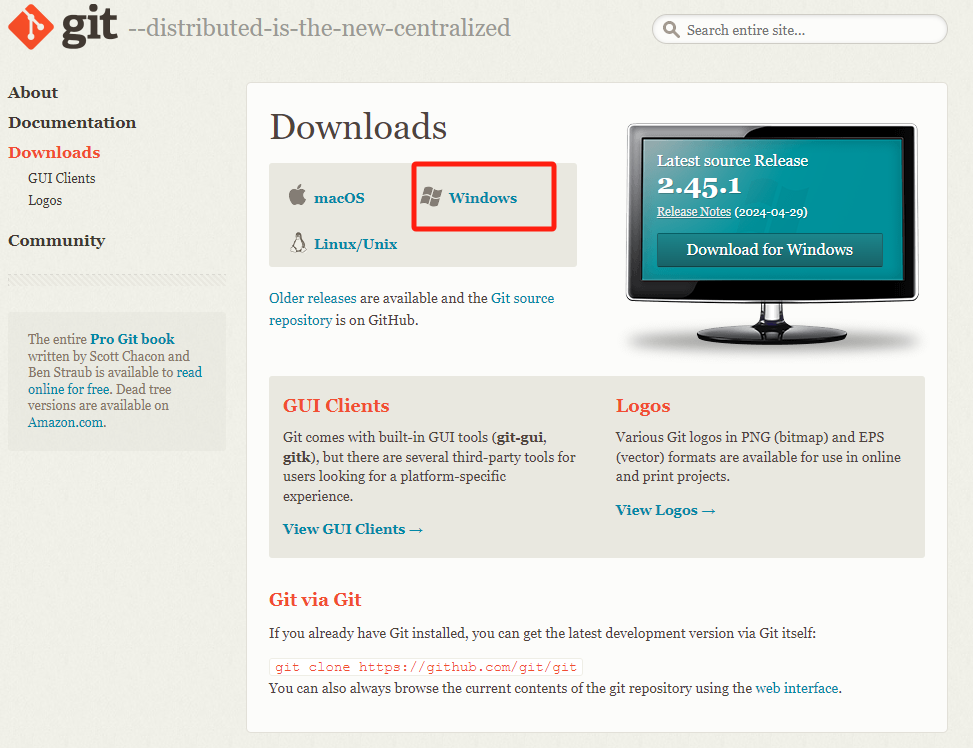 git --distributed-is-the-new-centralized
Search entire site...
About
Documentation
Downloads
GUI Clients
Logos
Community
The entire Pro Git book
written by Scott Chacon and
Ben Straub is available to read
online for free. Dead tree
versions are available on
Amazon.com.
Downloads
macOS
Windows
Linux/Unix
Older releases are available and the Git source
repository is on GitHub.
Latest source Release
2.45.1
Release Notes (2024-04-29)
Download for Windows
GUI Clients
Git comes with built-in GUI tools (git-gui,
gitk), but there are several third-party tools for
users looking for a platform-specific
experience.
View GUI Clients →
Logos
Various Git logos in PNG (bitmap) and EPS
(vector) formats are available for use in online
and print projects.
View Logos →
Git via Git
If you already have Git installed, you can get the latest development version via Git itself:
git clone https://github.com/git/git
You can also always browse the current contents of the git repository using the web interface.